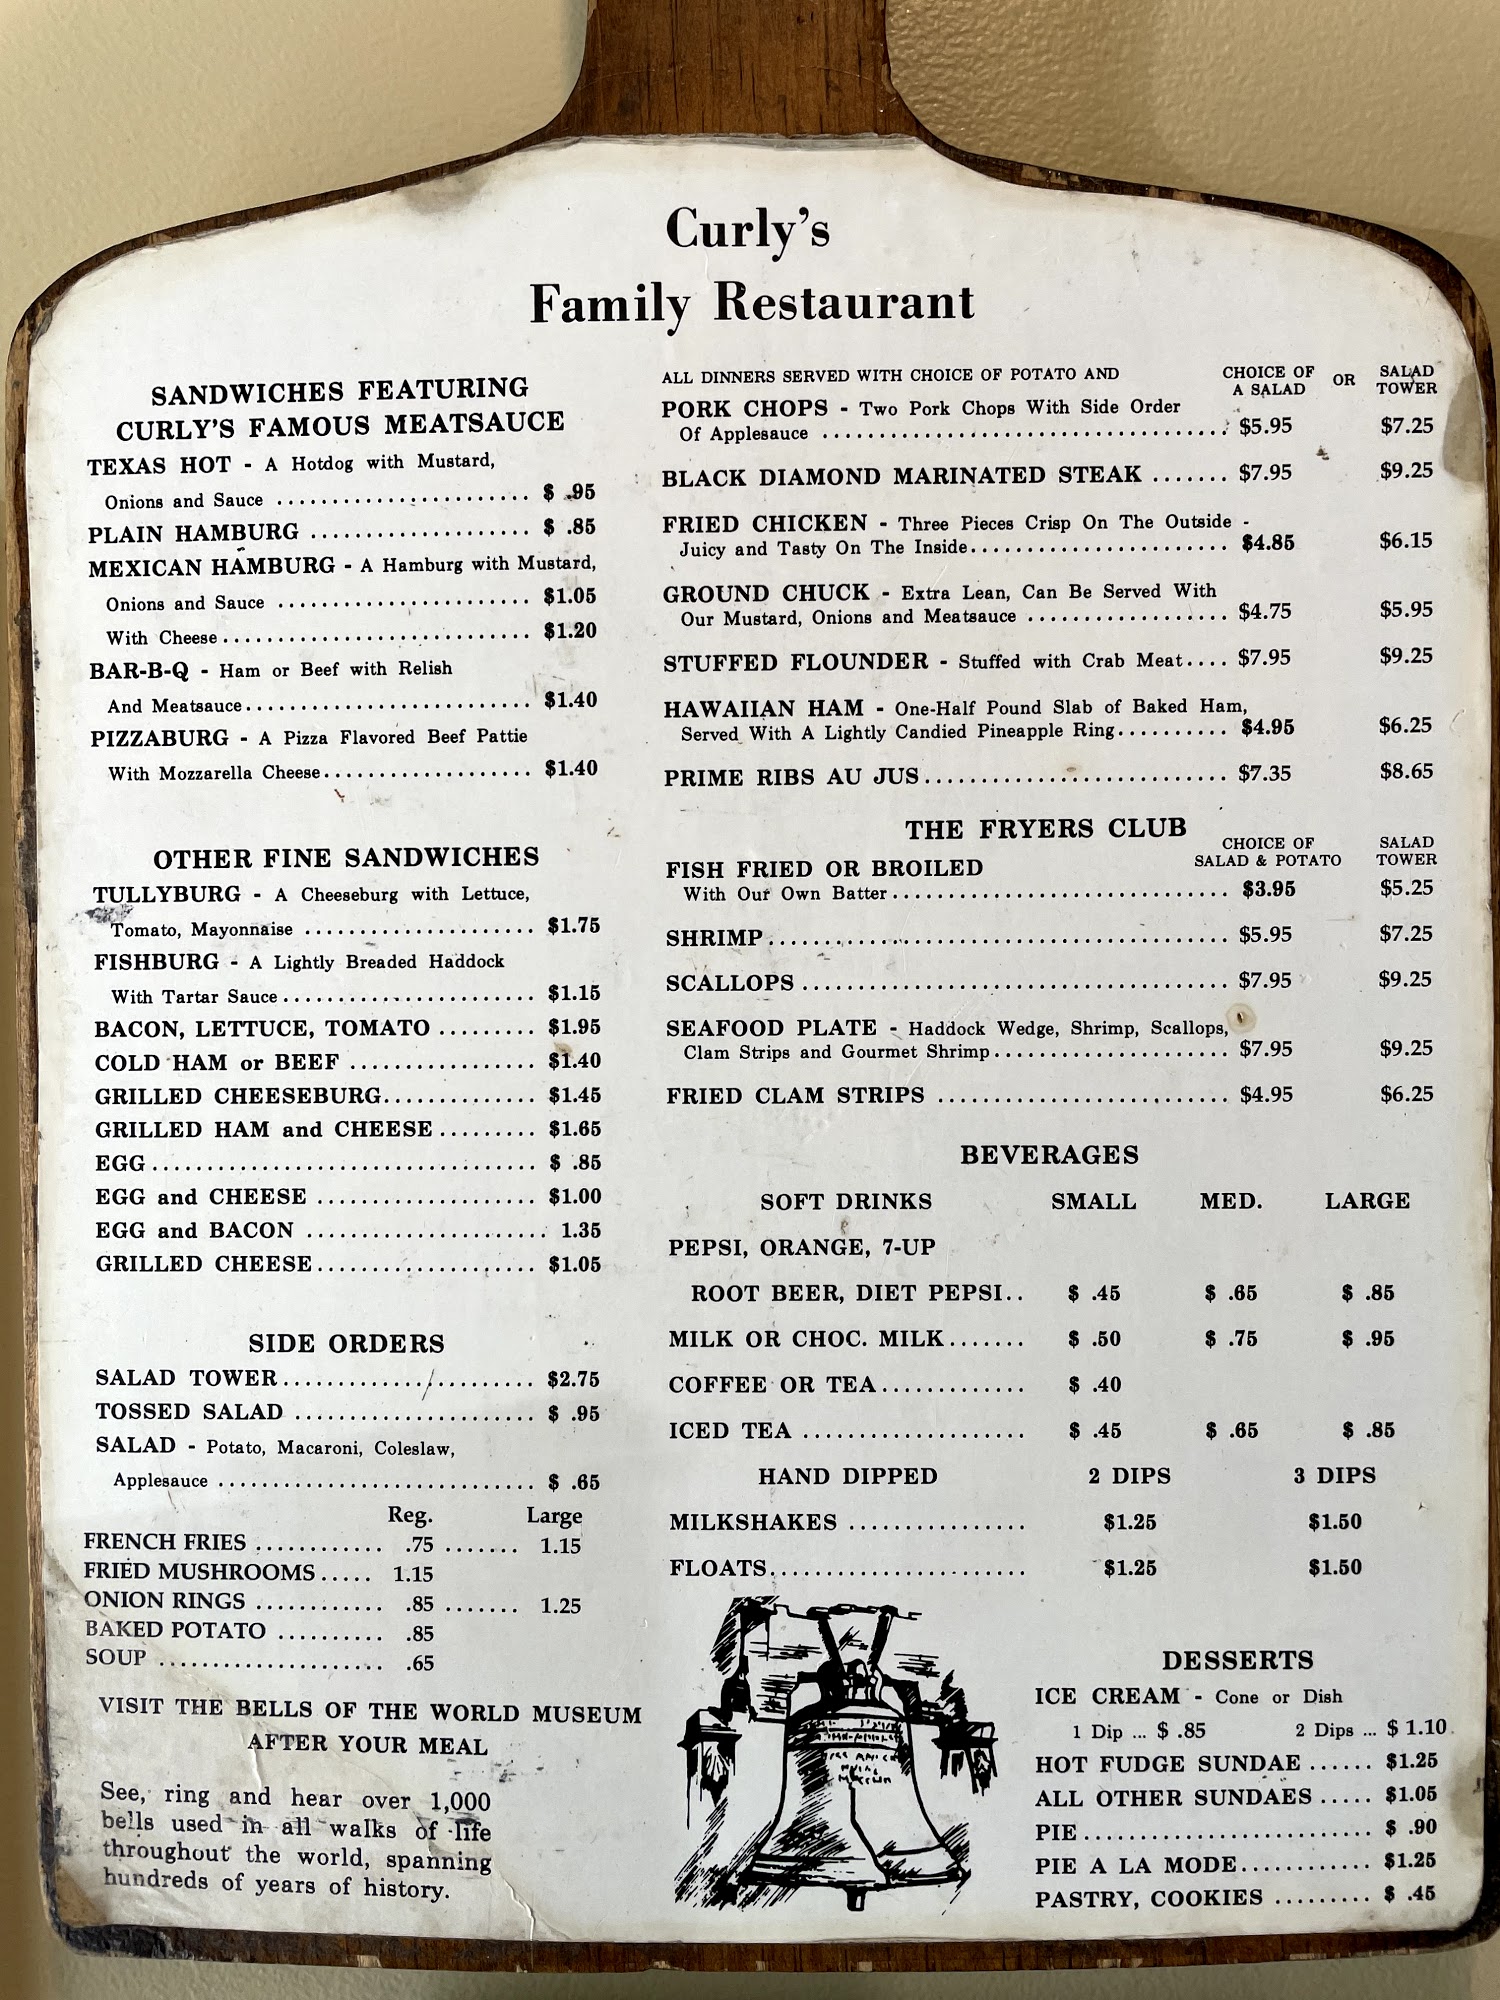 Curly's
Family Restaurant
SANDWICHES FEATURING
CURLY'S FAMOUS MEATSAUCE
TEXAS HOT - A Hotdog with Mustard,
Onions and Sauce ........................ $ .95
PLAIN HAMBURG .................... $ .85
MEXICAN HAMBURG - A Hamburg with Mustard,
Onions and Sauce ........................ $1.05
With Cheese ............................ $1.20
BAR-B-Q - Ham or Beef with Relish
And Meatsauce .......................... $1.40
PIZZABURG - A Pizza Flavored Beef Pattie
With Mozzarella Cheese ................... $1.40
OTHER FINE SANDWICHES
TULLYBURG - A Cheeseburg with Lettuce,
Tomato, Mayonnaise ..................... $1.75
FISHBURG - A Lightly Breaded Haddock
With Tartar Sauce ....................... $1.15
BACON, LETTUCE, TOMATO ......... $1.95
COLD HAM or BEEF ................. $1.40
GRILLED CHEESEBURG .............. $1.45
GRILLED HAM and CHEESE ......... $1.65
EGG ................................... $ .85
EGG and CHEESE .................... $1.00
EGG and BACON ...................... 1.35
GRILLED CHEESE .................... $1.05
SIDE ORDERS
SALAD TOWER ....................... $2.75
TOSSED SALAD ...................... $ .95
SALAD - Potato, Macaroni, Coleslaw,
Applesauce ............................. $ .65
Reg. Large
FRENCH FRIES ............ .75 ....... 1.15
FRIED MUSHROOMS ..... 1.15
ONION RINGS ............ .85 ....... 1.25
BAKED POTATO .......... .85
SOUP ..................... .65
VISIT THE BELLS OF THE WORLD MUSEUM
AFTER YOUR MEAL
See, ring and hear over 1,000
bells used in all walks of life
throughout the world, spanning
hundreds of years of history.
ALL DINNERS SERVED WITH CHOICE OF POTATO AND CHOICE OF A SALAD OR SALAD TOWER
PORK CHOPS - Two Pork Chops With Side Order
Of Applesauce ..................................... $5.95 $7.25
BLACK DIAMOND MARINATED STEAK ....... $7.95 $9.25
FRIED CHICKEN - Three Pieces Crisp On The Outside -
Juicy and Tasty On The Inside ....................... $4.85 $6.15
GROUND CHUCK - Extra Lean, Can Be Served With
Our Mustard, Onions and Meatsauce .................. $4.75 $5.95
STUFFED FLOUNDER - Stuffed with Crab Meat .... $7.95 $9.25
HAWAIIAN HAM - One-Half Pound Slab of Baked Ham,
Served With A Lightly Candied Pineapple Ring .......... $4.95 $6.25
PRIME RIBS AU JUS ........................... $7.35 $8.65
THE FRYERS CLUB
CHOICE OF SALAD & POTATO SALAD TOWER
FISH FRIED OR BROILED
With Our Own Batter .............................. $3.95 $5.25
SHRIMP ......................................... $5.95 $7.25
SCALLOPS ...................................... $7.95 $9.25
SEAFOOD PLATE - Haddock Wedge, Shrimp, Scallops,
Clam Strips and Gourmet Shrimp ..................... $7.95 $9.25
FRIED CLAM STRIPS .......................... $4.95 $6.25
BEVERAGES
SOFT DRINKS SMALL MED. LARGE
PEPSI, ORANGE, 7-UP
ROOT BEER, DIET PEPSI .. $ .45 $ .65 $ .85
MILK OR CHOC. MILK ....... $ .50 $ .75 $ .95
COFFEE OR TEA ............. $ .40
ICED TEA .................... $ .45 $ .65 $ .85
HAND DIPPED 2 DIPS 3 DIPS
MILKSHAKES ................ $1.25 $1.50
FLOATS ....................... $1.25 $1.50
DESSERTS
ICE CREAM - Cone or Dish
1 Dip ... $ .85 2 Dips ... $ 1.10
HOT FUDGE SUNDAE ...... $1.25
ALL OTHER SUNDAES ..... $1.05
PIE ............................ $ .90
PIE A LA MODE ............ $1.25
PASTRY, COOKIES ......... $ .45